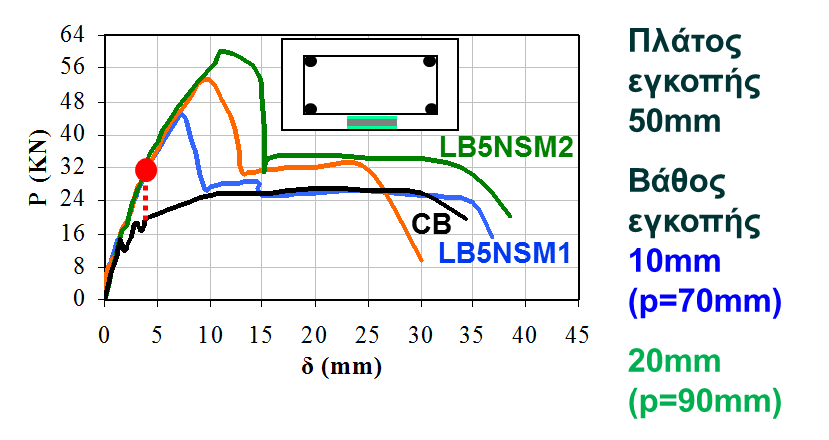 64
56
48
40
32
24
16
8
0
P (KN)
0
5
10
15
20
25
30
35
40
45
δ (mm)
LB5NSM2
CB
LB5NSM1
Πλάτος
εγκοπής
50mm
Βάθος
εγκοπής
10mm
(p=70mm)
20mm
(p=90mm)